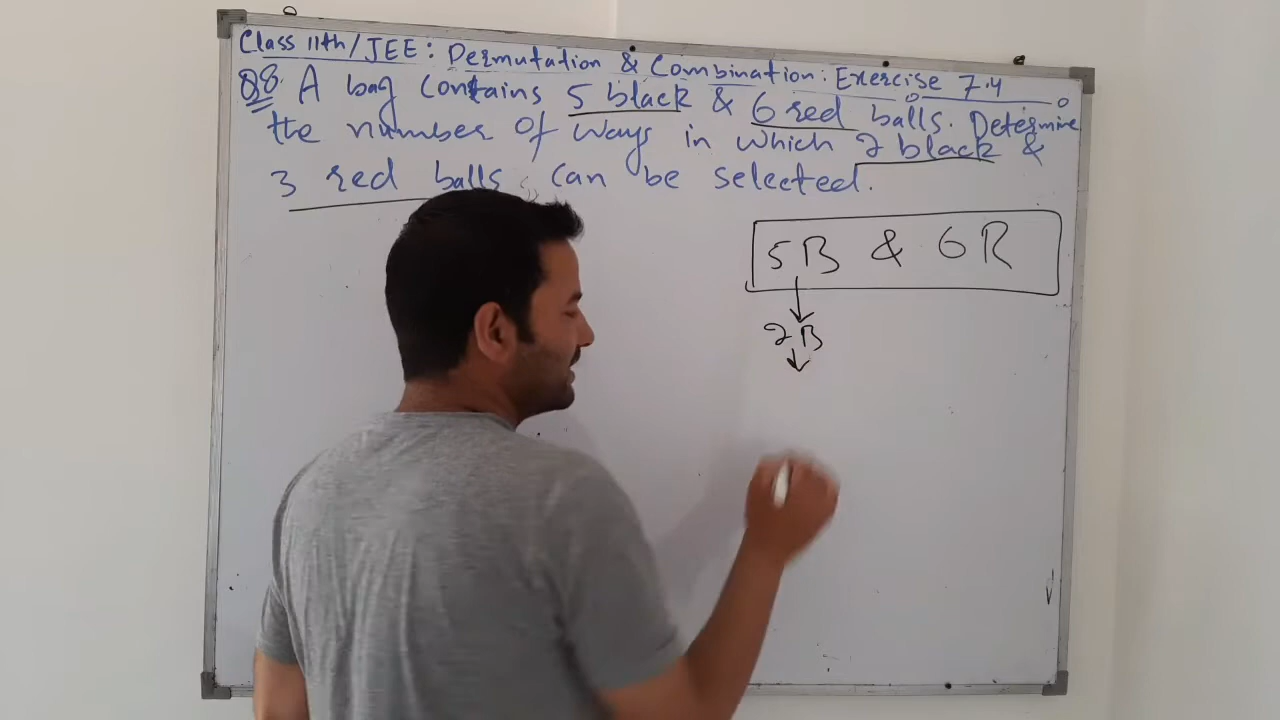 Class 11th/JEE: Permutation & Combination: Exercise 7.4
Q8. A bag contains 5 black & 6 red balls. Determine
the number of ways in which 2 black &
3 red balls can be selected.
5B & 6R
2B